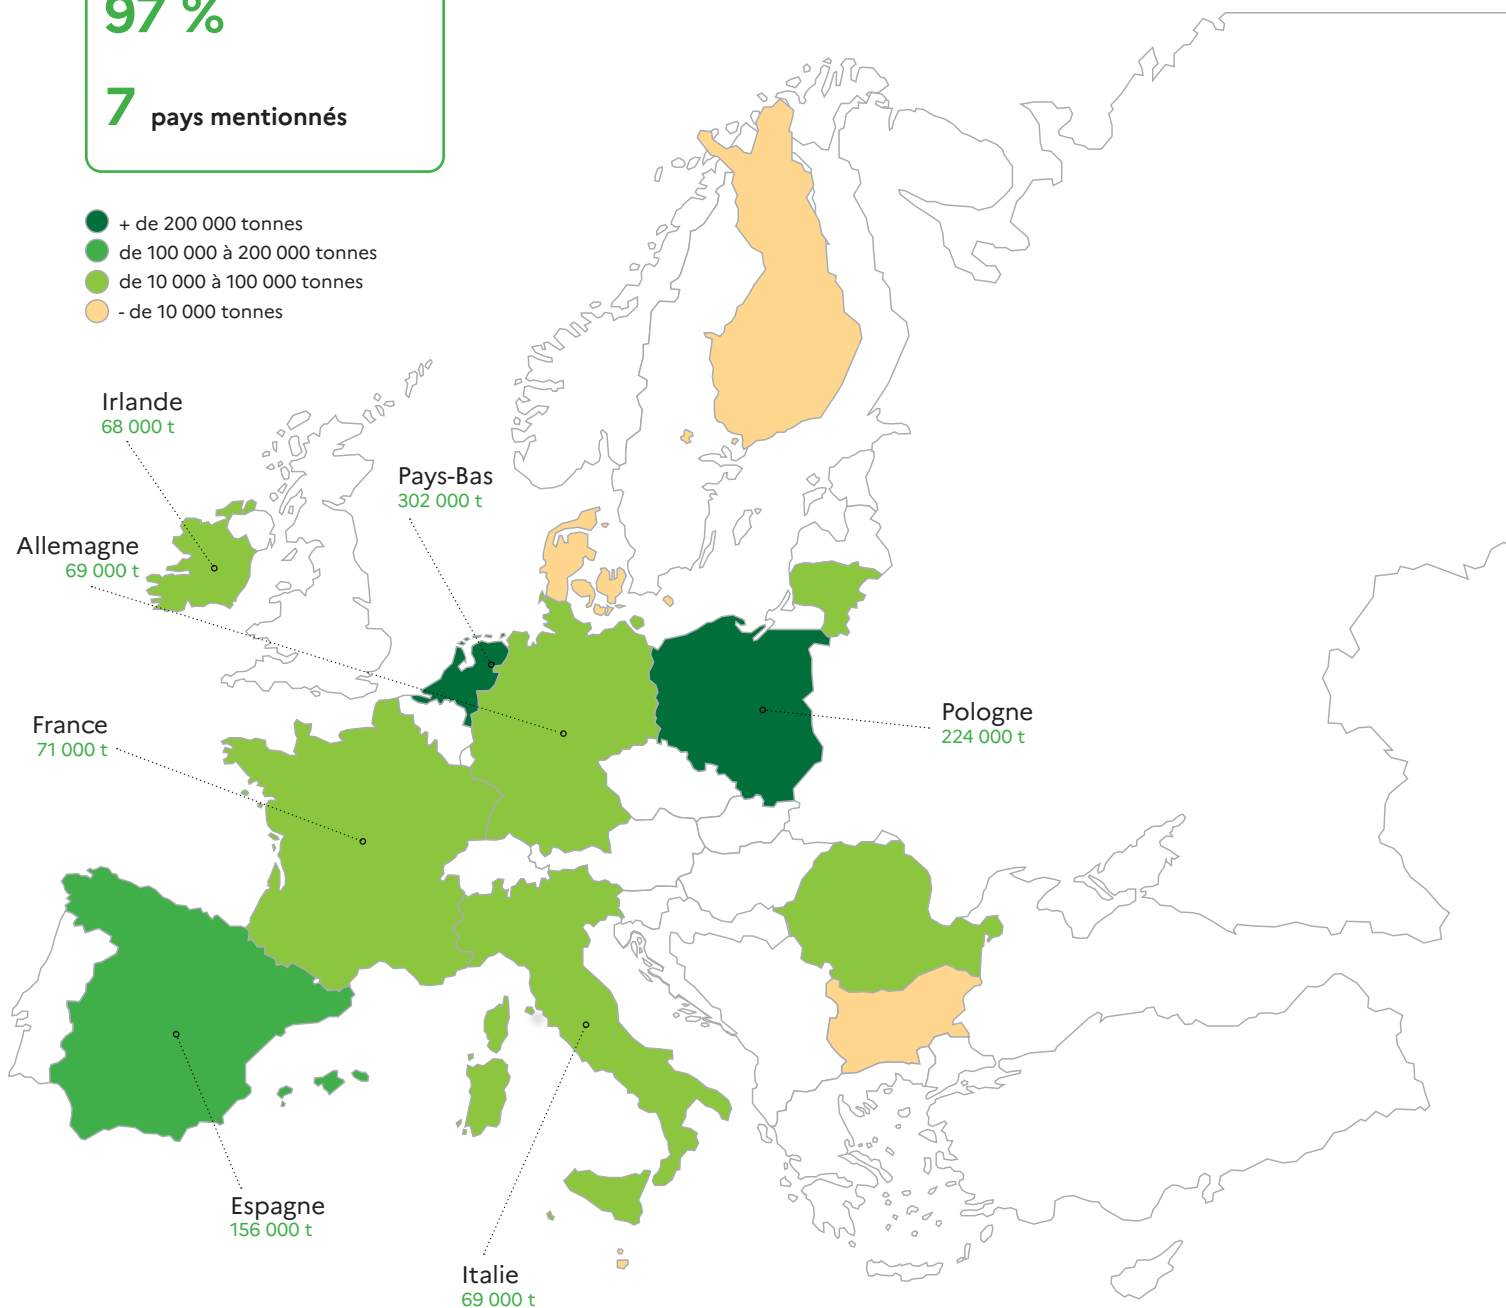 97 %
7 pays mentionnés
+ de 200 000 tonnes
de 100 000 à 200 000 tonnes
de 10 000 à 100 000 tonnes
- de 10 000 tonnes
Irlande
68 000 t
Pays-Bas
302 000 t
Allemagne
69 000 t
Pologne
224 000 t
France
71 000 t
Espagne
156 000 t
Italie
69 000 t